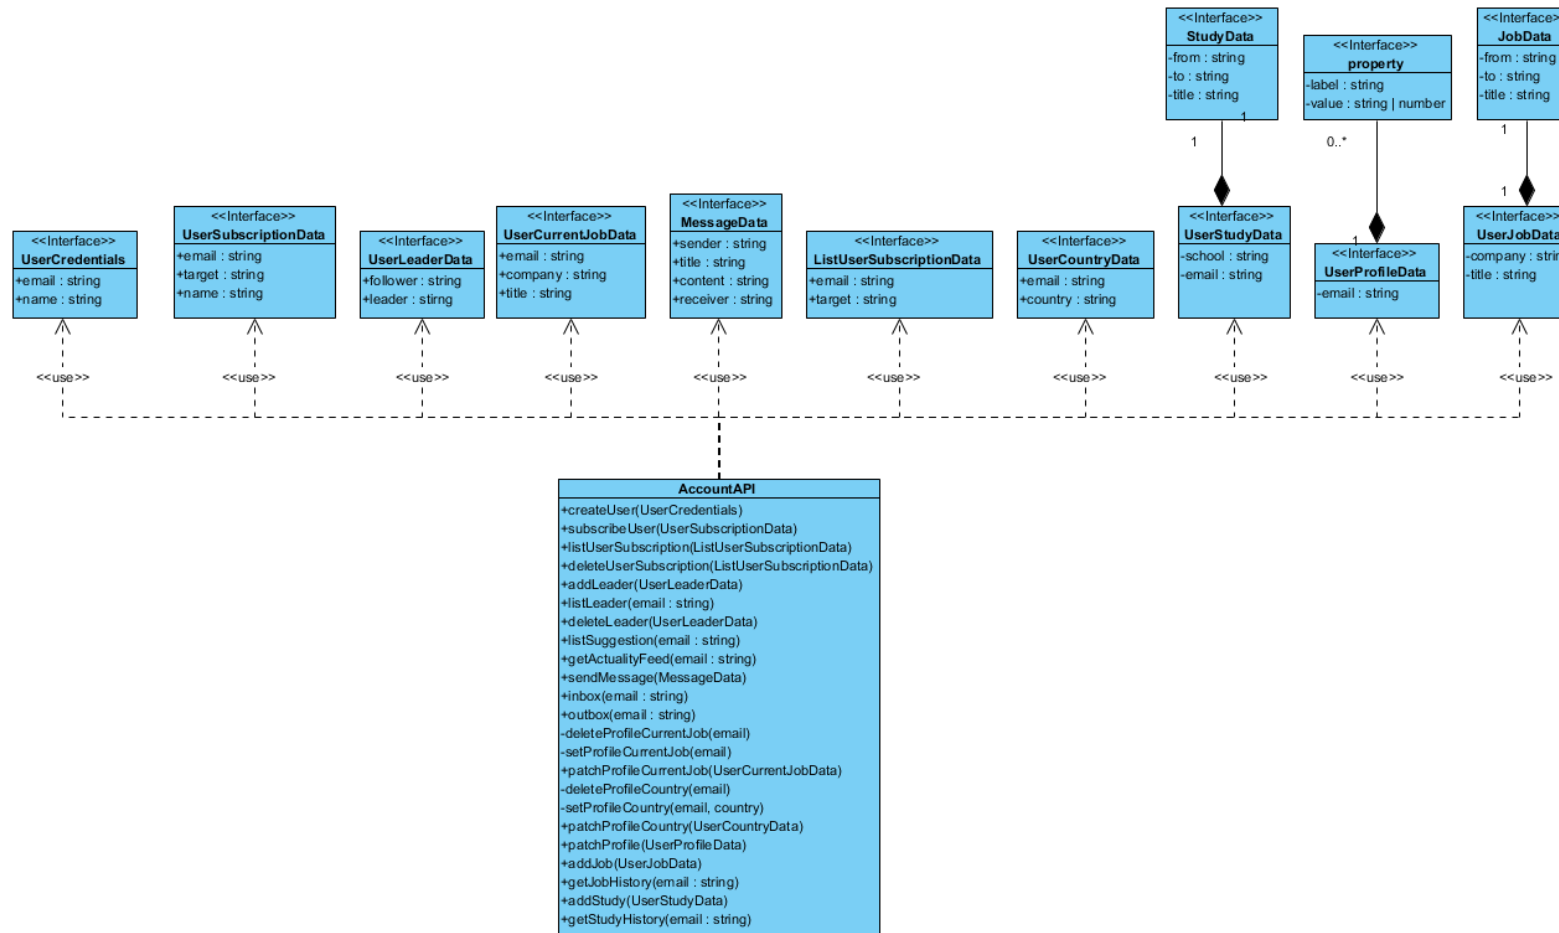 <<Interface>>
StudyData
-from : string
-to : string
-title : string
1
1
<<Interface>>
property
-label : string
-value : string | number
0..*
<<Interface>
JobData
-from : string
-to : string
-title : string
1
1
<<Interface>>
UserCredentials
+email : string
+name : string
<<Interface>>
UserSubscriptionData
+email : string
+target : string
+name : string
<<Interface>>
UserLeaderData
+follower : string
+leader : stirng
<<Interface>>
UserCurrentJobData
+email : string
+company : string
+title : string
<<Interface>>
MessageData
+sender : string
+title : string
+content : string
+receiver : string
<<Interface>>
ListUserSubscriptionData
+email : string
+target : string
<<Interface>>
UserCountryData
+email : string
+country : string
<<Interface>>
UserStudyData
-school : string
-email : string
1
<<Interface>>
UserProfileData
-email : string
<<Interface>
UserJobData
-company : strin
-title : string
<<use>>
<<use>>
<<use>>
<<use>>
<<use>>
<<use>>
<<use>>
<<use>>
<<use>>
<<use>>
AccountAPI
+createUser(UserCredentials)
+subscribeUser(UserSubscriptionData)
+listUserSubscription(ListUserSubscriptionData)
+deleteUserSubscription(ListUserSubscriptionData)
+addLeader(UserLeaderData)
+listLeader(email : string)
+deleteLeader(UserLeaderData)
+listSuggestion(email : string)
+getActualityFeed(email : string)
+sendMessage(MessageData)
+inbox(email : string)
+outbox(email : string)
-deleteProfileCurrentJob(email)
-setProfileCurrentJob(email)
+patchProfileCurrentJob(UserCurrentJobData)
-deleteProfileCountry(email)
-setProfileCountry(email, country)
+patchProfileCountry(UserCountryData)
+patchProfile(UserProfileData)
+addJob(UserJobData)
+getJobHistory(email : string)
+addStudy(UserStudyData)
+getStudyHistory(email : string)